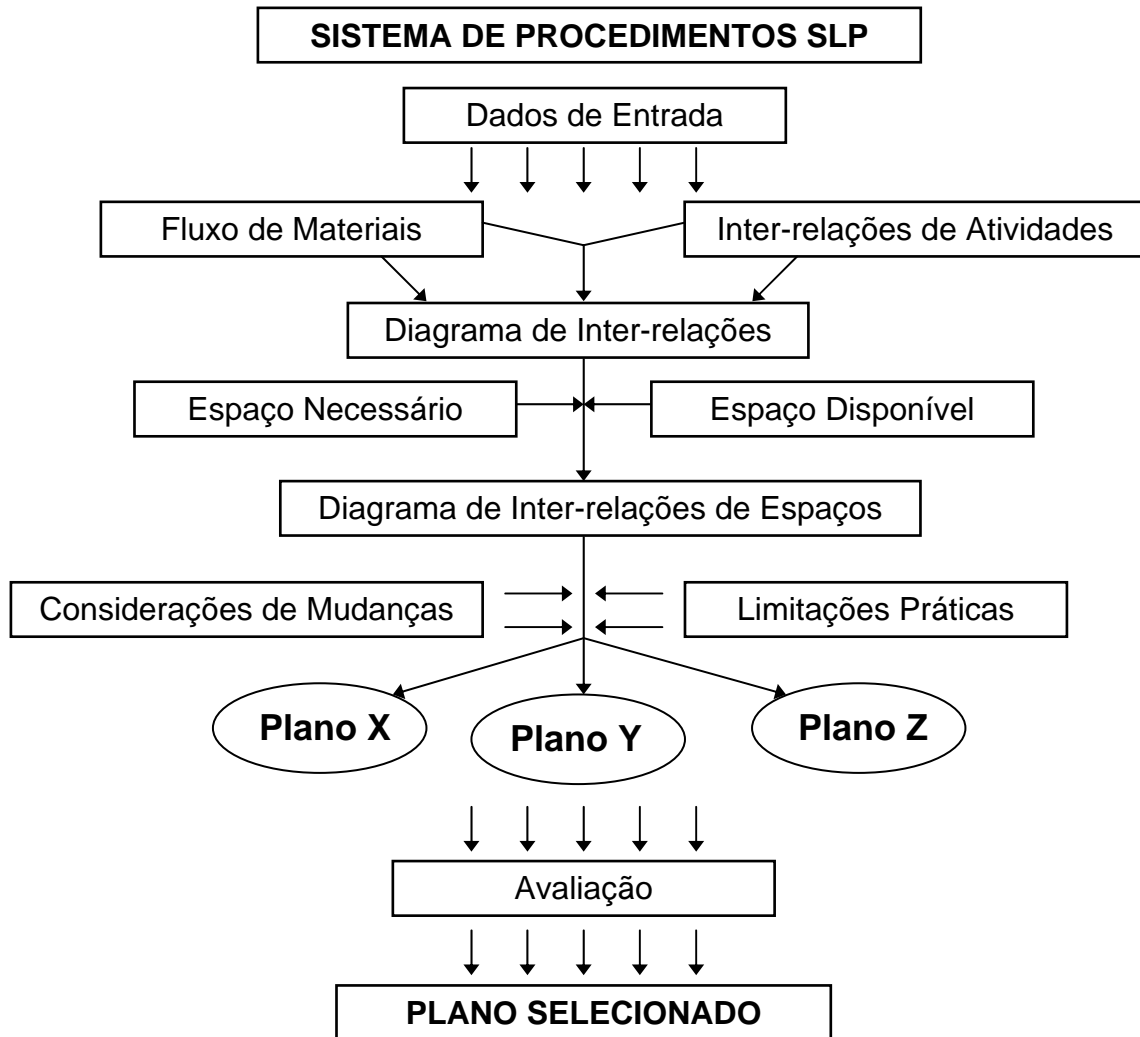 SISTEMA DE PROCEDIMENTOS SLP
Dados de Entrada
Fluxo de Materiais
Inter-relações de Atividades
Diagrama de Inter-relações
Espaço Necessário
Espaço Disponível
Diagrama de Inter-relações de Espaços
Considerações de Mudanças
Limitações Práticas
Plano X
Plano Y
Plano Z
Avaliação
PLANO SELECIONADO